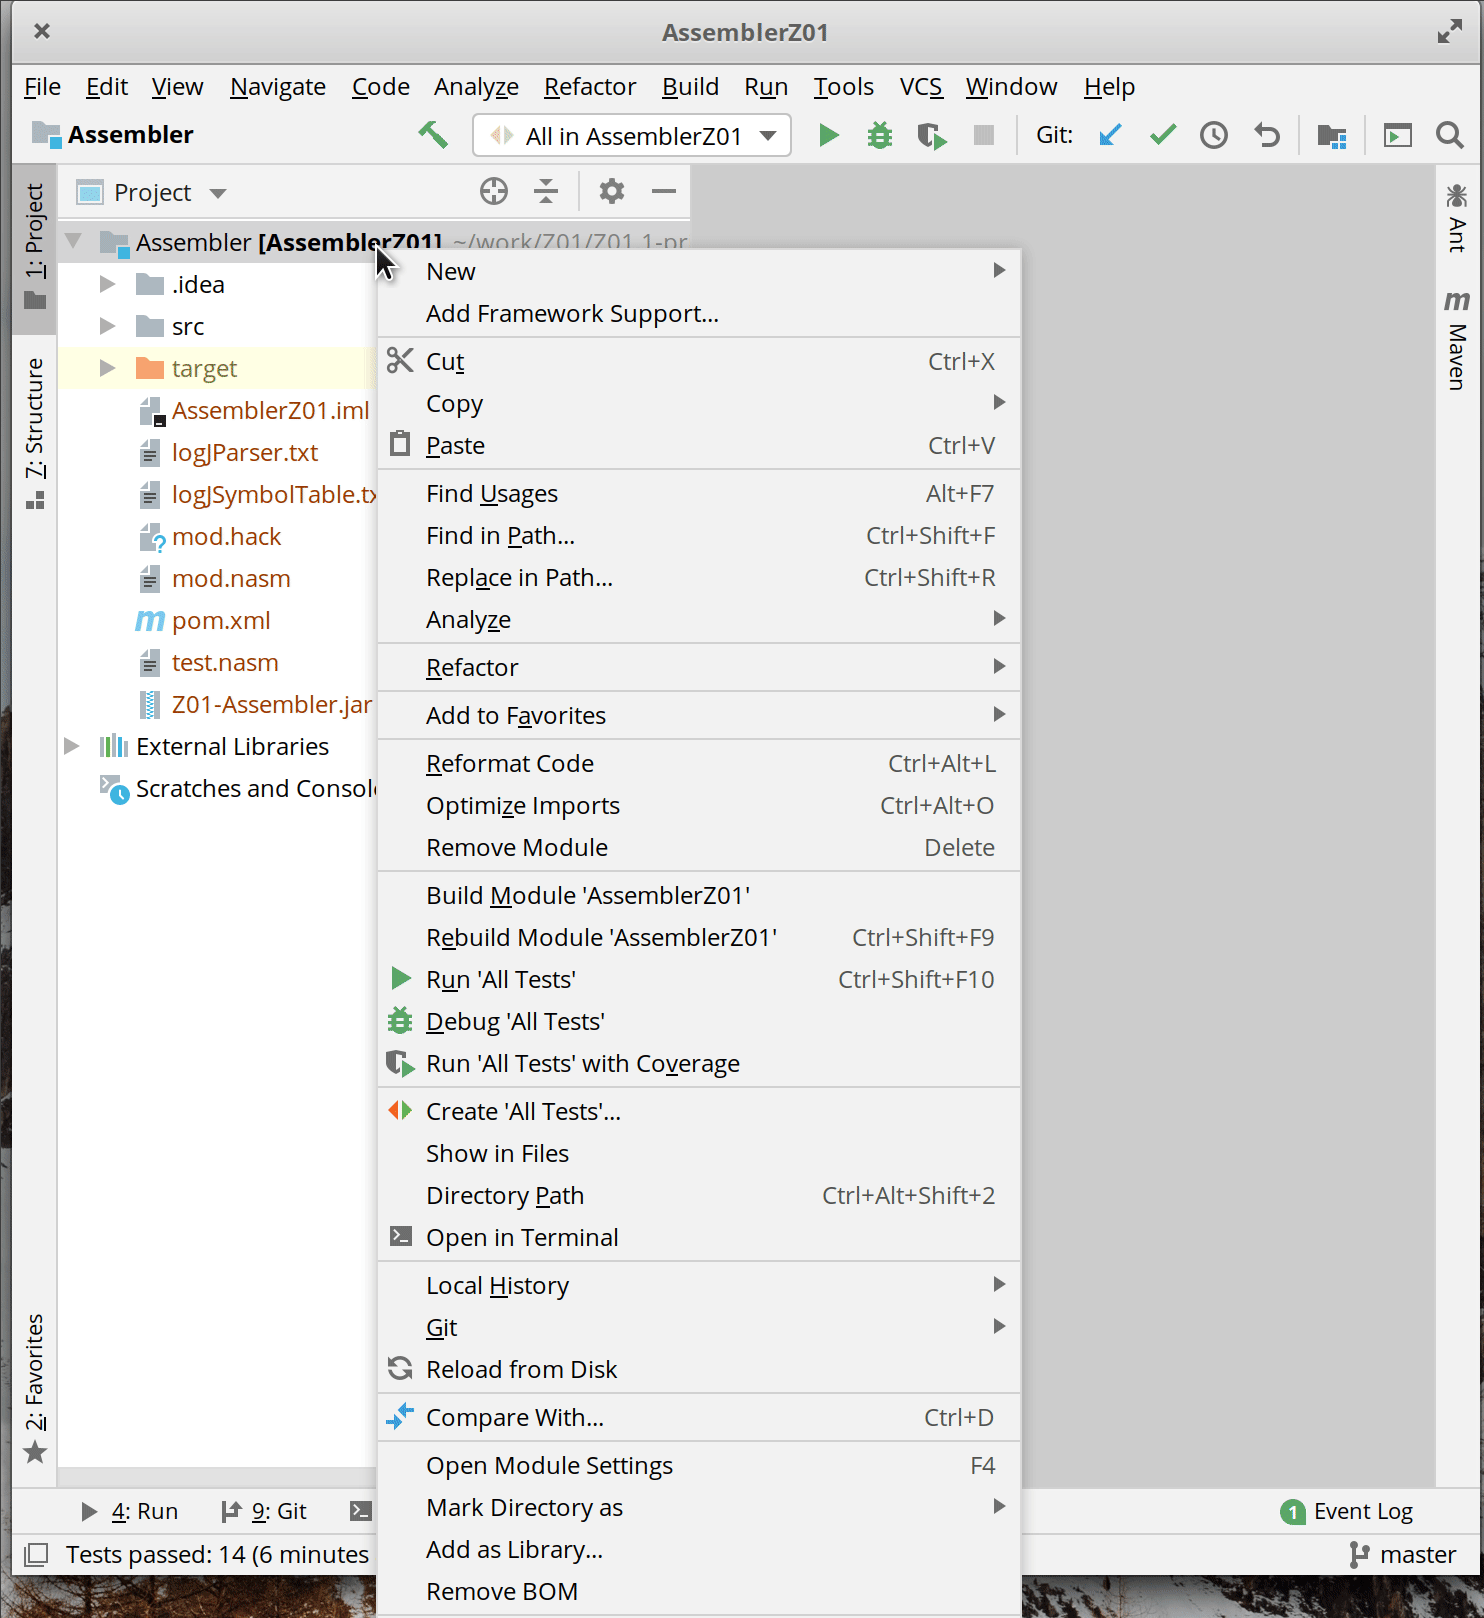 AssemblerZ01
File Edit View Navigate Code Analyze Refactor Build Run Tools VCS Window Help
Assembler All in AssemblerZ01 Git:
1: Project
7: Structure
2: Favorites
Project
Assembler [AssemblerZ01] ~/work/Z01/Z01.1-pr
.idea
src
target
AssemblerZ01.iml
logJParser.txt
logJSymbolTable.tx
mod.hack
mod.nasm
pom.xml
test.nasm
Z01-Assembler.jar
External Libraries
Scratches and Consol
New
Add Framework Support...
Cut Ctrl+X
Copy
Paste Ctrl+V
Find Usages Alt+F7
Find in Path... Ctrl+Shift+F
Replace in Path... Ctrl+Shift+R
Analyze
Refactor
Add to Favorites
Reformat Code Ctrl+Alt+L
Optimize Imports Ctrl+Alt+O
Remove Module Delete
Build Module 'AssemblerZ01'
Rebuild Module 'AssemblerZ01' Ctrl+Shift+F9
Run 'All Tests' Ctrl+Shift+F10
Debug 'All Tests'
Run 'All Tests' with Coverage
Create 'All Tests'...
Show in Files
Directory Path Ctrl+Alt+Shift+2
Open in Terminal
Local History
Git
Reload from Disk
Compare With... Ctrl+D
Open Module Settings F4
Mark Directory as
Add as Library...
Remove BOM
Ant
m Maven
4: Run 9: Git 1 Event Log
Tests passed: 14 (6 minutes master